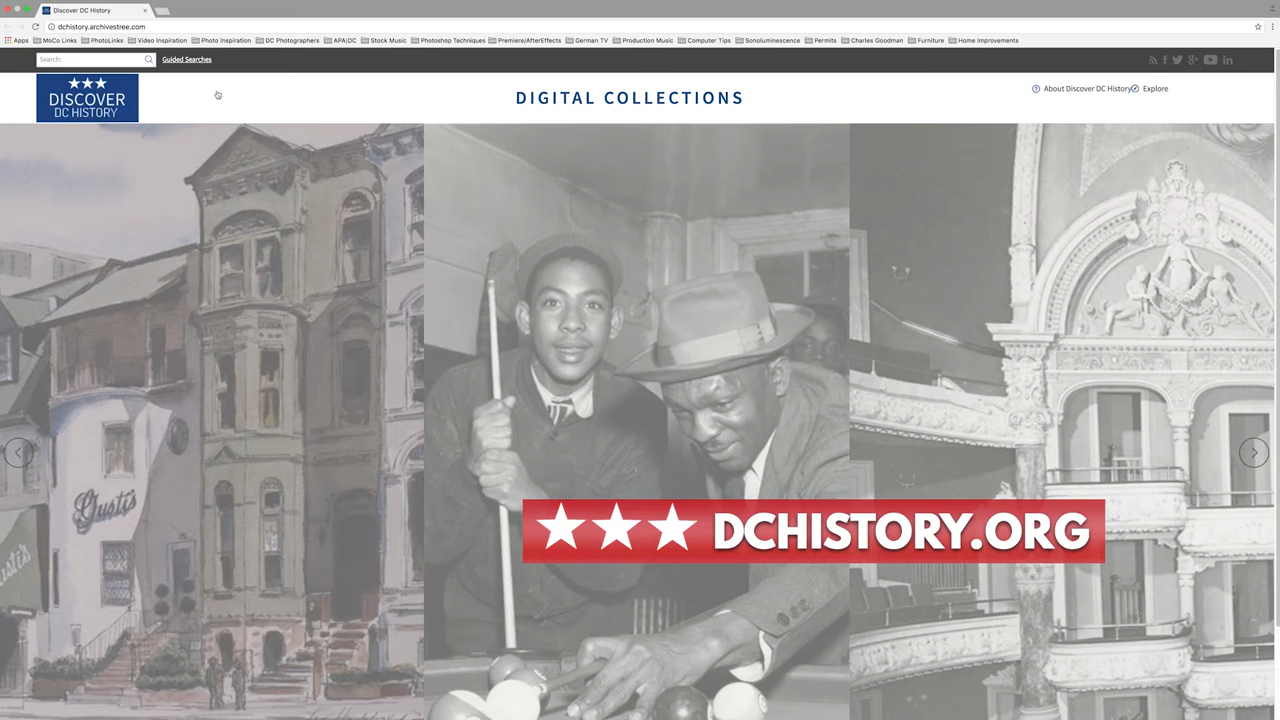 Discover DC History
dchistory.archivestree.com
Apps MoCo Links PhotoLinks Video Inspiration Photo Inspiration DC Photographers APA|DC Stock Music Photoshop Techniques Premiere/AfterEffects German TV Production Music Computer Tips Sonoluminescence Permits Charles Goodman Furniture Home Improvements
Search: Guided Searches
DISCOVER
DC HISTORY
DIGITAL COLLECTIONS
About Discover DC History Explore
Gusti's
DCHISTORY.ORG